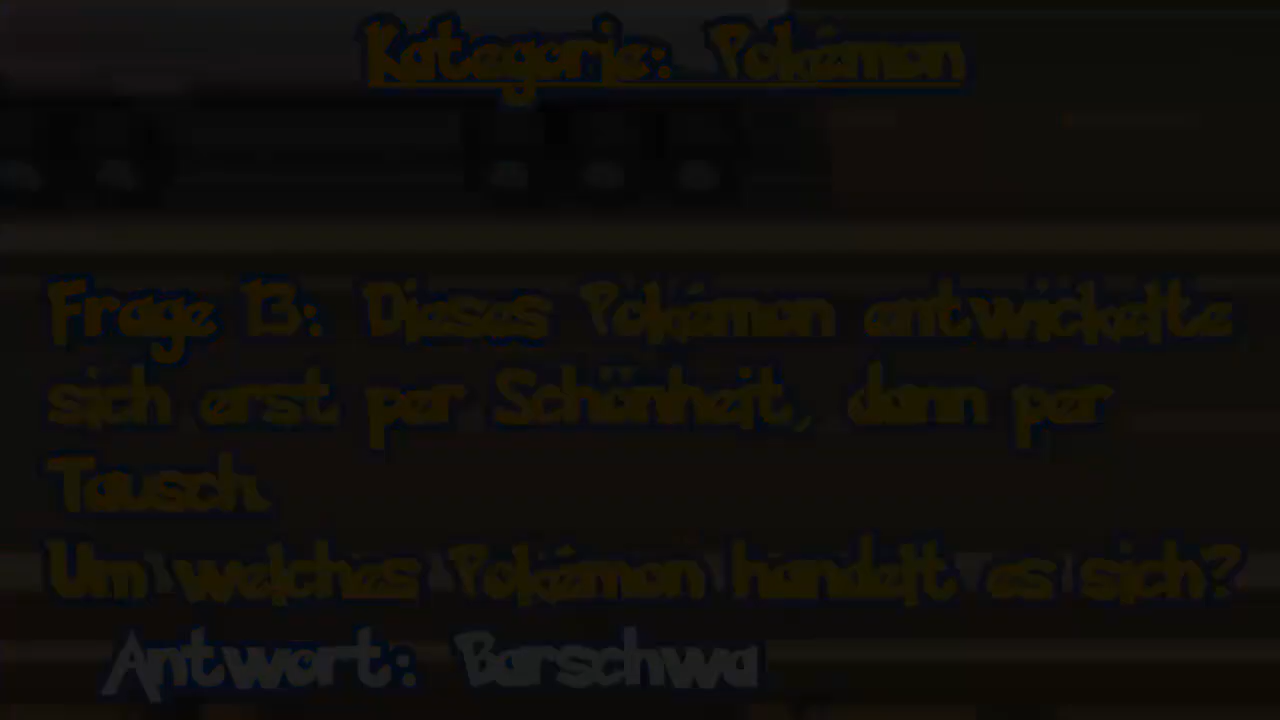 Kategorie: Pokémon
Frage 13: Dieses Pokémon entwickelte
sich erst per Schönheit, dann per
Tausch.
Um welches Pokémon handelt es sich?
Antwort: Barschwa